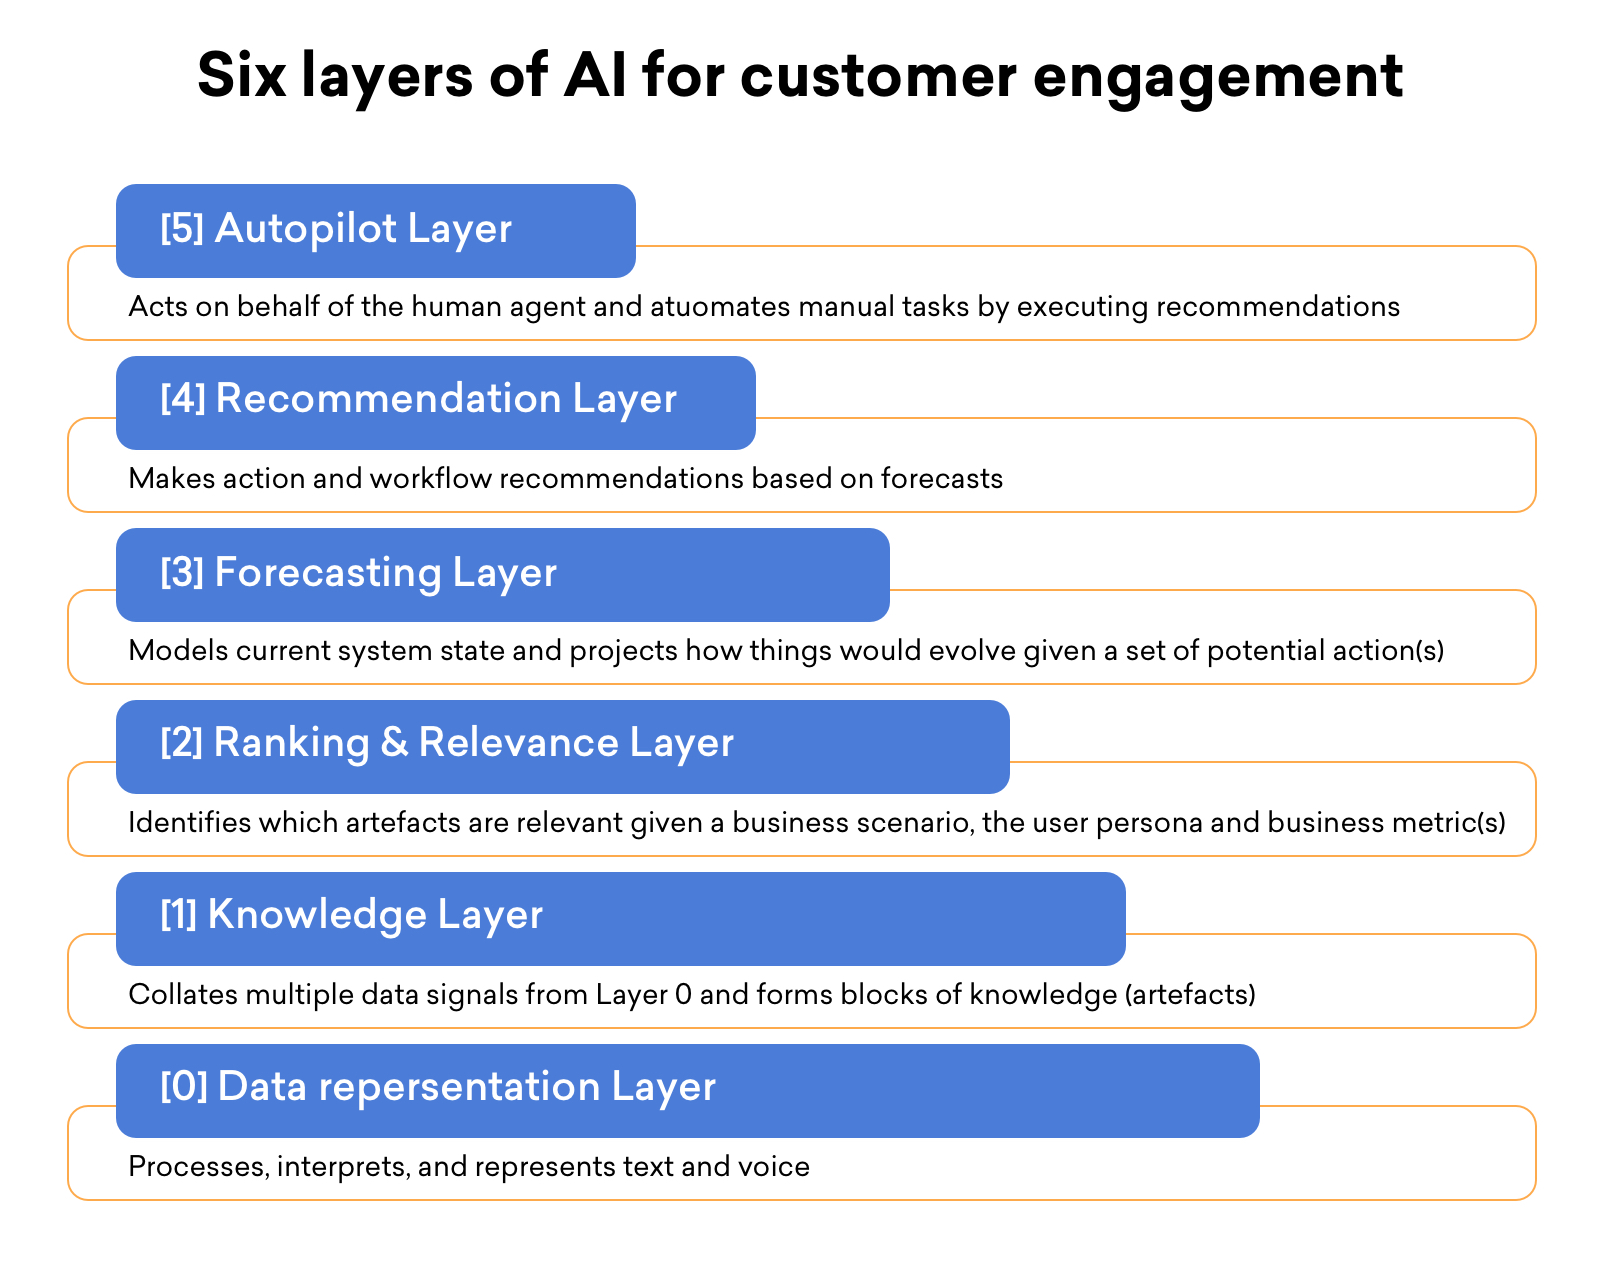 Six layers of AI for customer engagement
[5] Autopilot Layer
Acts on behalf of the human agent and atuomates manual tasks by executing recommendations
[4] Recommendation Layer
Makes action and workflow recommendations based on forecasts
[3] Forecasting Layer
Models current system state and projects how things would evolve given a set of potential action(s)
[2] Ranking & Relevance Layer
Identifies which artefacts are relevant given a business scenario, the user persona and business metric(s)
[1] Knowledge Layer
Collates multiple data signals from Layer 0 and forms blocks of knowledge (artefacts)
[0] Data repersentation Layer
Processes, interprets, and represents text and voice